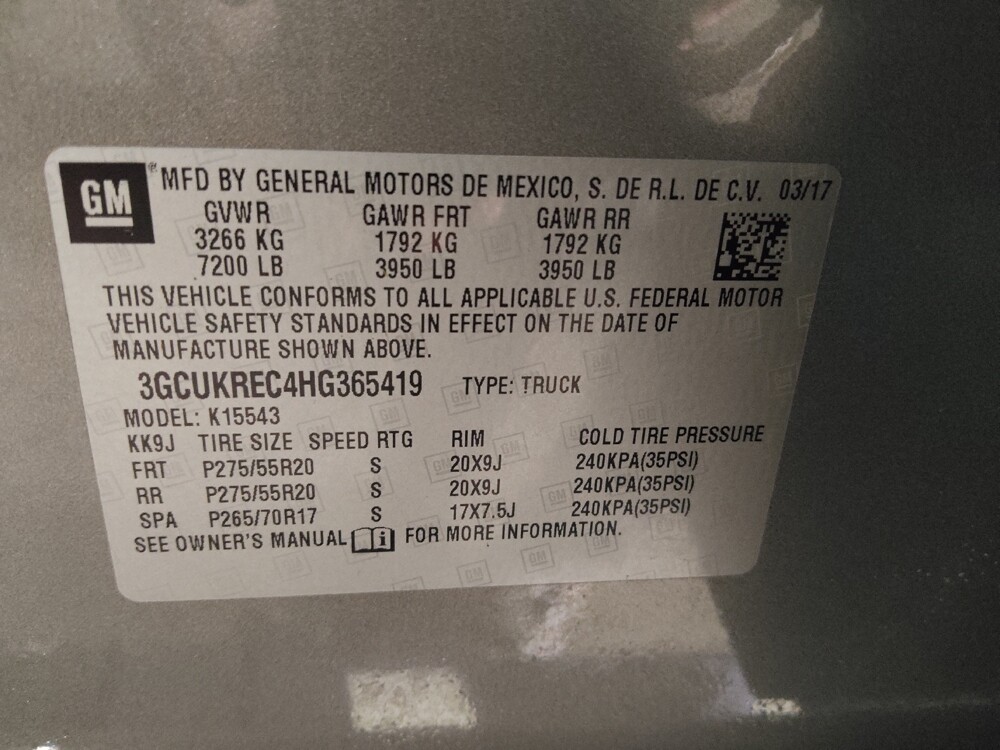 GM ® MFD BY GENERAL MOTORS DE MEXICO, S. DE R.L. DE C.V. 03/17
GVWR GAWR FRT GAWR RR
3266 KG 1792 KG 1792 KG
7200 LB 3950 LB 3950 LB
THIS VEHICLE CONFORMS TO ALL APPLICABLE U.S. FEDERAL MOTOR
VEHICLE SAFETY STANDARDS IN EFFECT ON THE DATE OF
MANUFACTURE SHOWN ABOVE.
3GCUKREC4HG365419 TYPE: TRUCK
MODEL: K15543
KK9J TIRE SIZE SPEED RTG RIM COLD TIRE PRESSURE
FRT P275/55R20 S 20X9J 240KPA(35PSI)
RR P275/55R20 S 20X9J 240KPA(35PSI)
SPA P265/70R17 S 17X7.5J 240KPA(35PSI)
SEE OWNER'S MANUAL i FOR MORE INFORMATION.